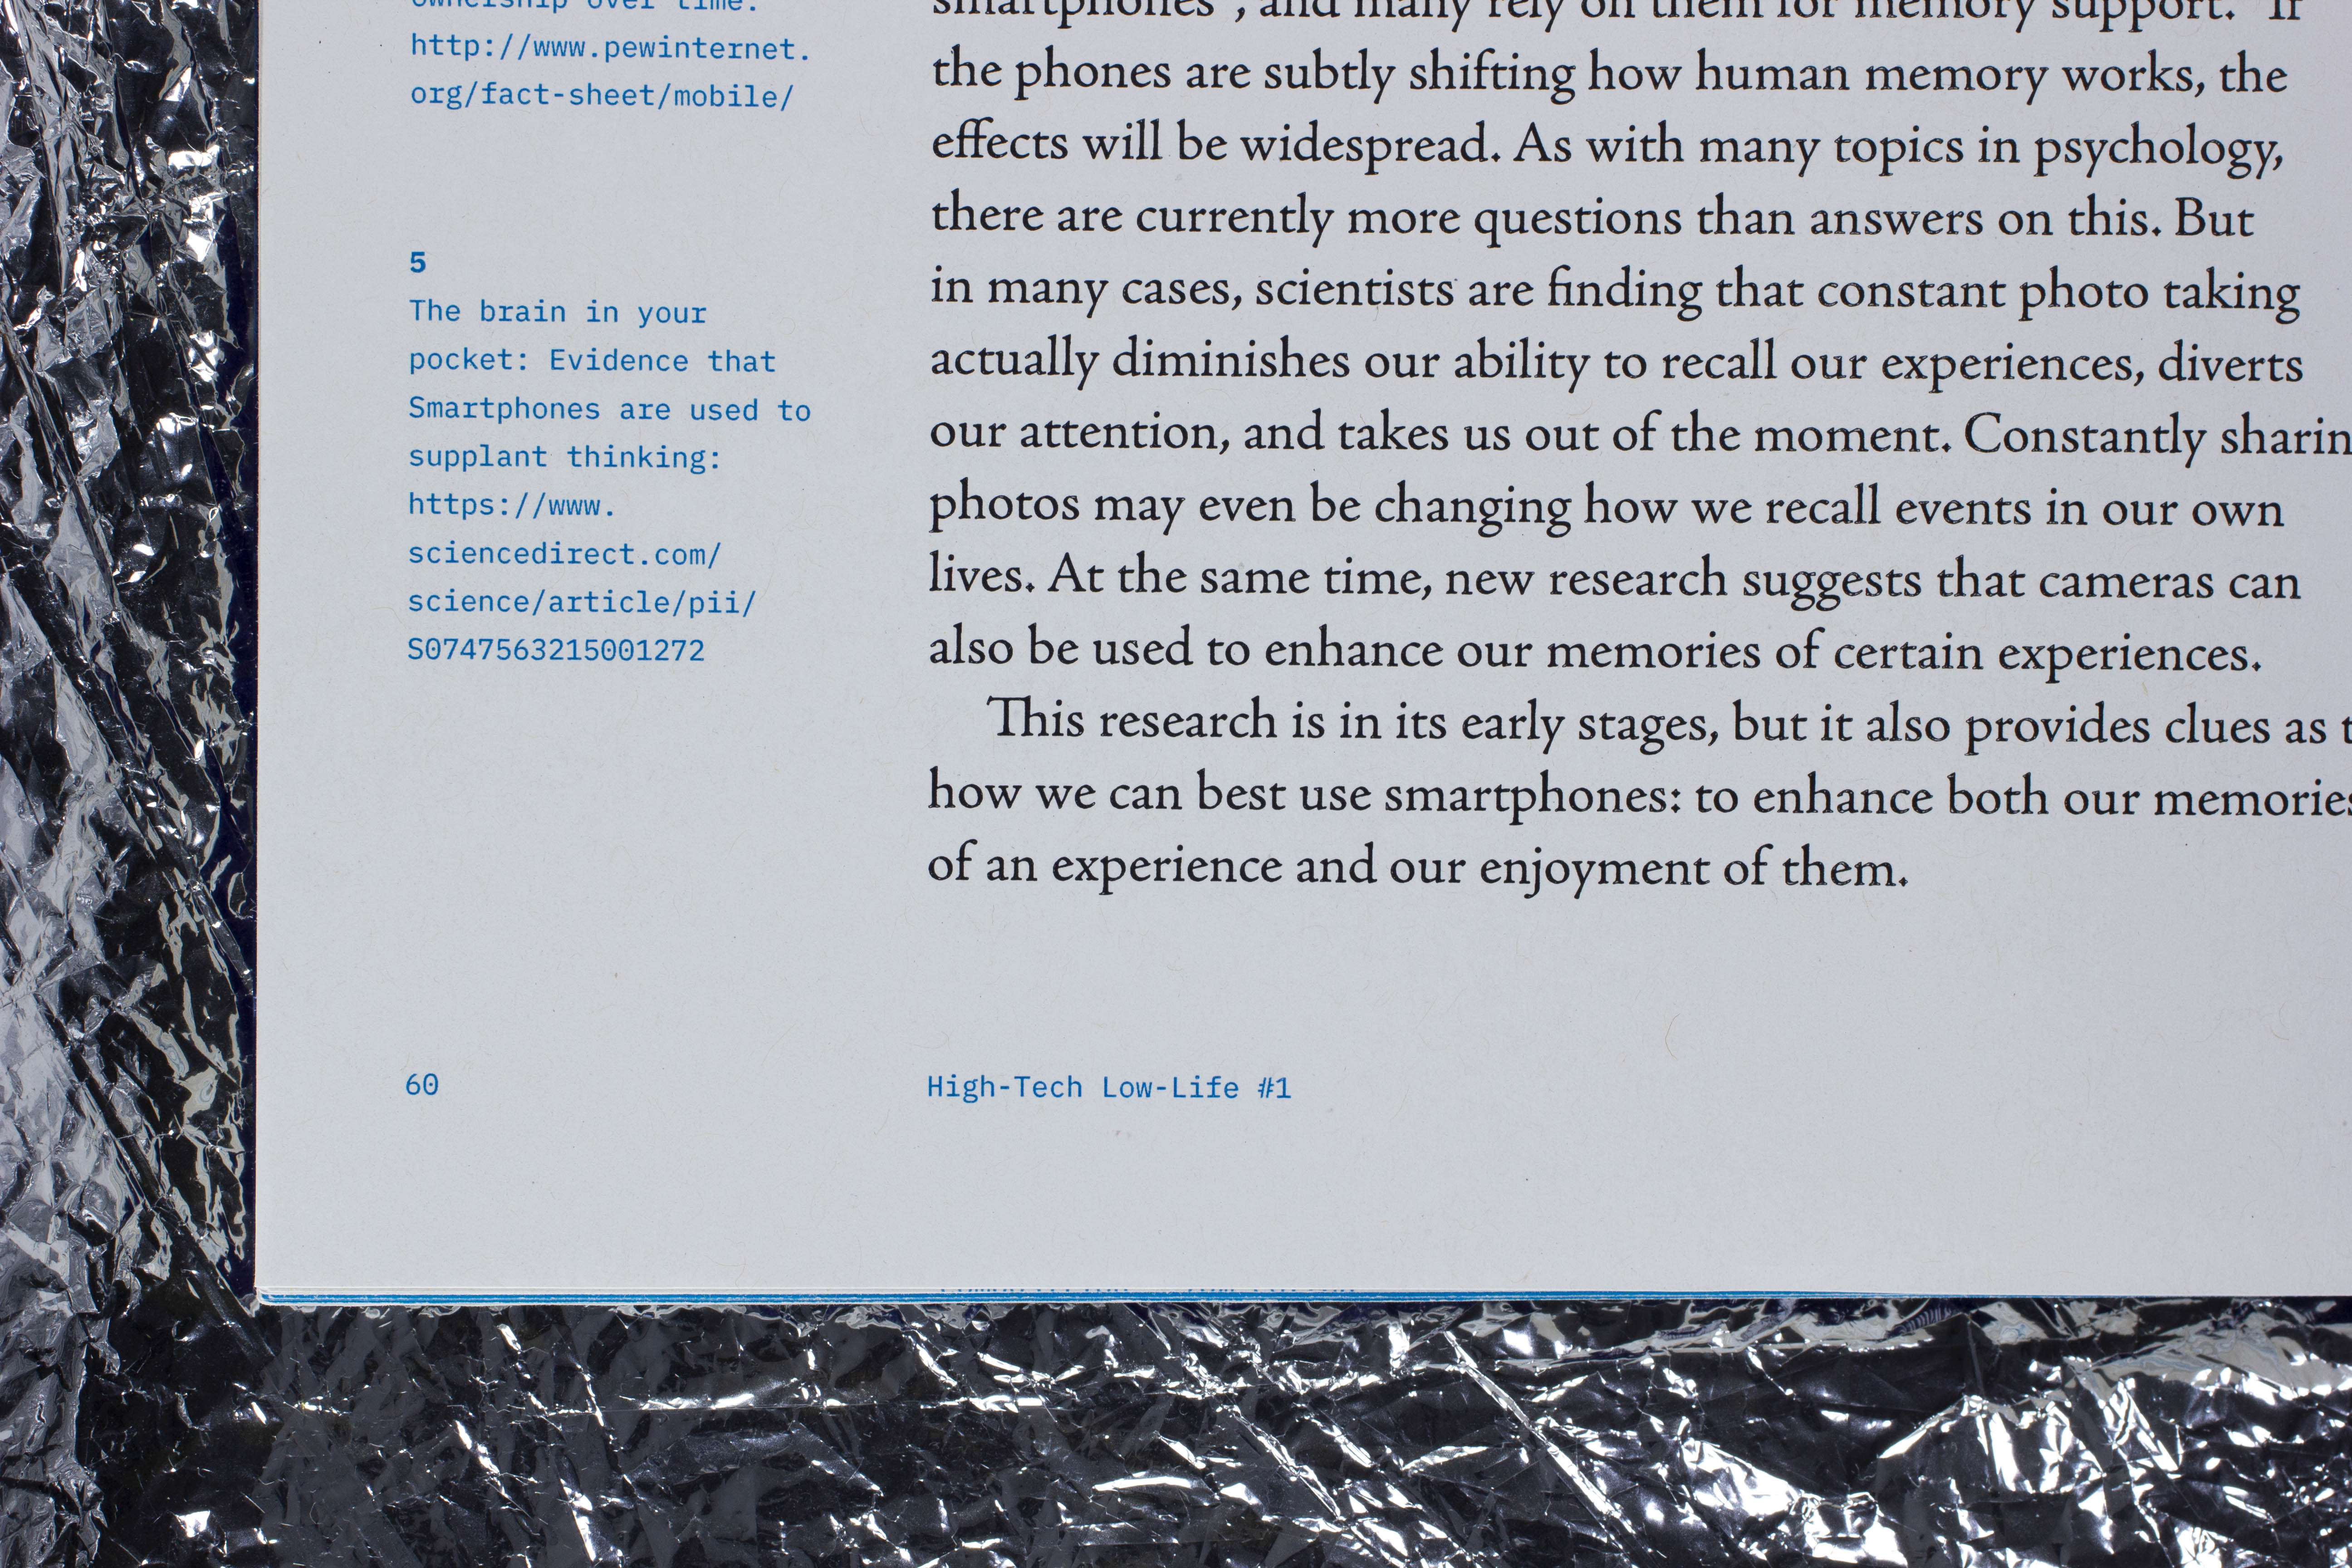 ownership over time:
http://www.pewinternet.
org/fact-sheet/mobile/
5
The brain in your
pocket: Evidence that
Smartphones are used to
supplant thinking:
https://www.
sciencedirect.com/
science/article/pii/
S0747563215001272
smartphones , and many rely on them for memory support. If
the phones are subtly shifting how human memory works, the
effects will be widespread. As with many topics in psychology,
there are currently more questions than answers on this. But
in many cases, scientists are finding that constant photo taking
actually diminishes our ability to recall our experiences, diverts
our attention, and takes us out of the moment. Constantly sharin
photos may even be changing how we recall events in our own
lives. At the same time, new research suggests that cameras can
also be used to enhance our memories of certain experiences.
This research is in its early stages, but it also provides clues as t
how we can best use smartphones: to enhance both our memories
of an experience and our enjoyment of them.
60
High-Tech Low-Life #1